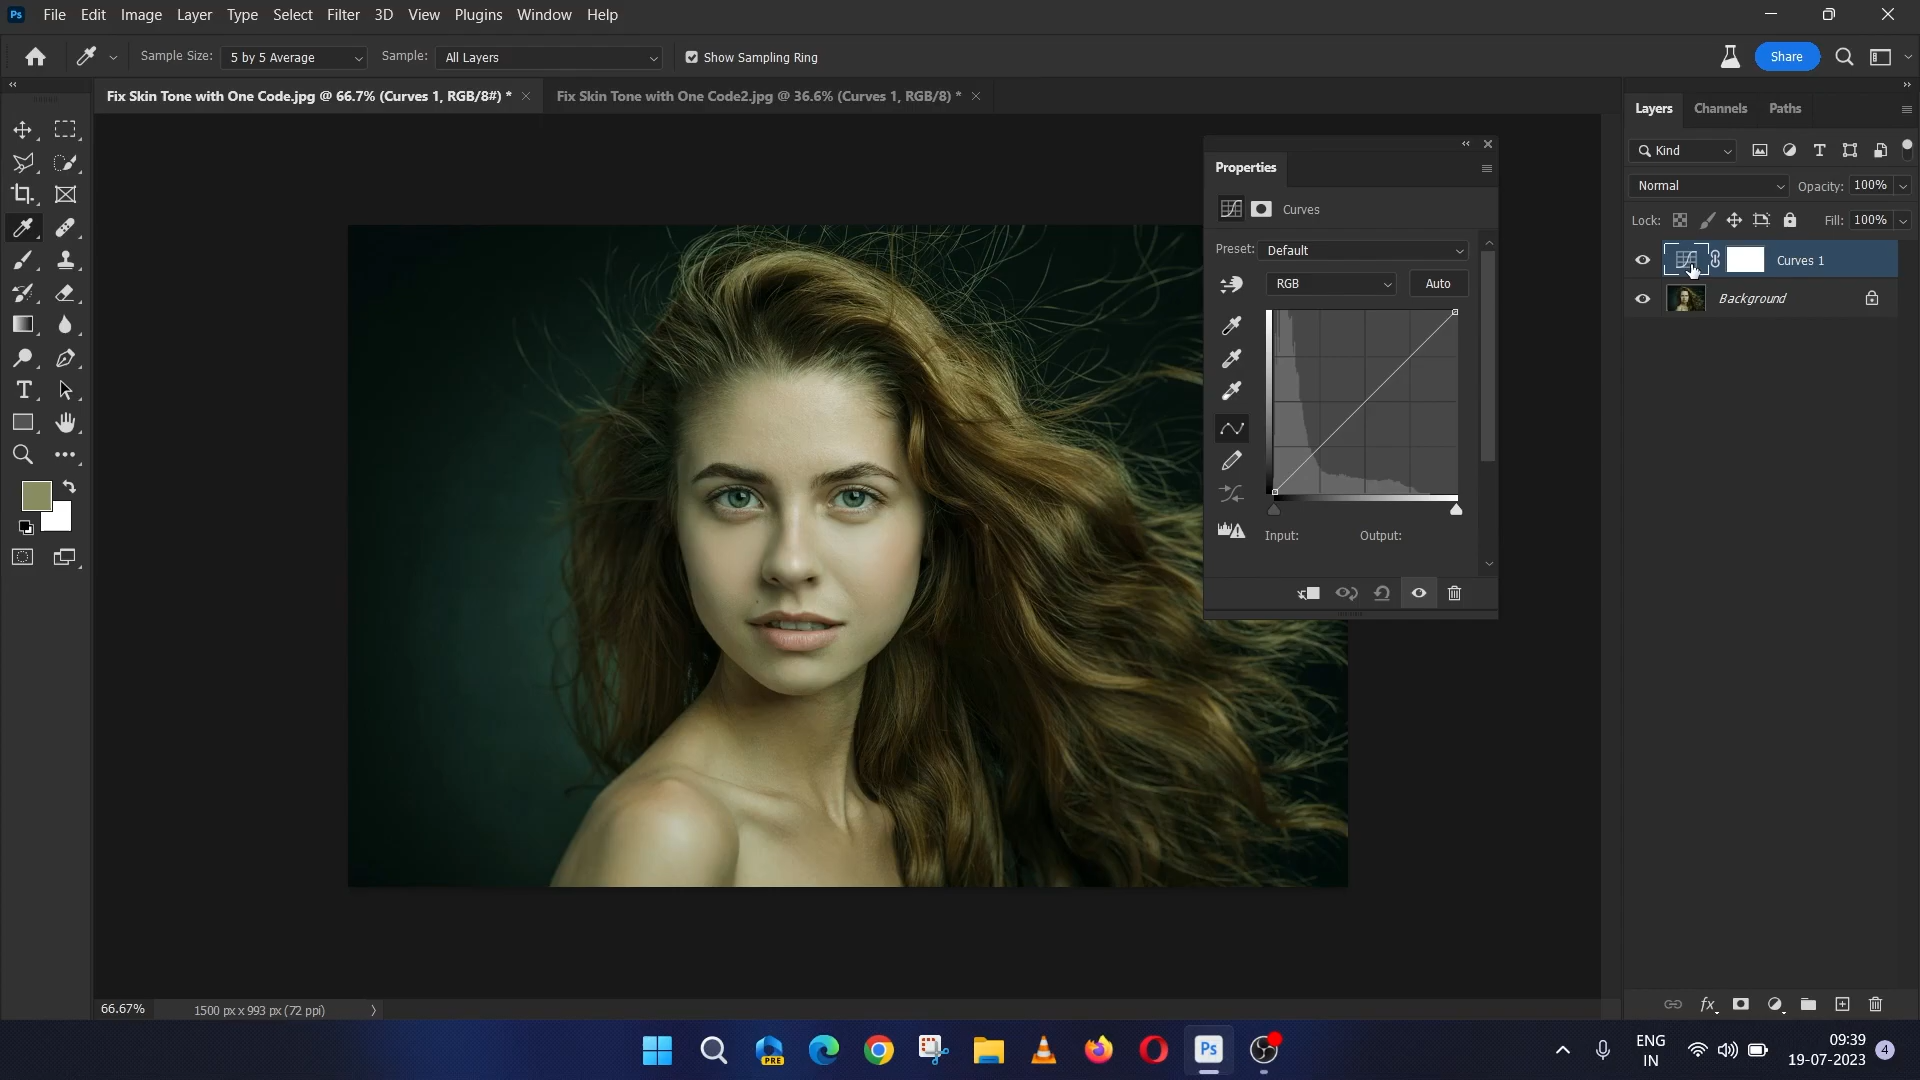 Ps File Edit Image Layer Type Select Filter 3D View Plugins Window Help
Sample Size: 5 by 5 Average Sample: All Layers Show Sampling Ring Share
Fix Skin Tone with One Code.jpg @ 66.7% (Curves 1, RGB/8#) * Fix Skin Tone with One Code2.jpg @ 36.6% (Curves 1, RGB/8) *
Layers Channels Paths
Kind
Normal Opacity: 100%
Lock: Fill: 100%
Curves 1
Background
Properties
Curves
Preset: Default
RGB Auto
Input: Output:
66.67% 1500 px x 993 px (72 ppi)
PRE Ps
ENG
IN
09:39
19-07-2023
4